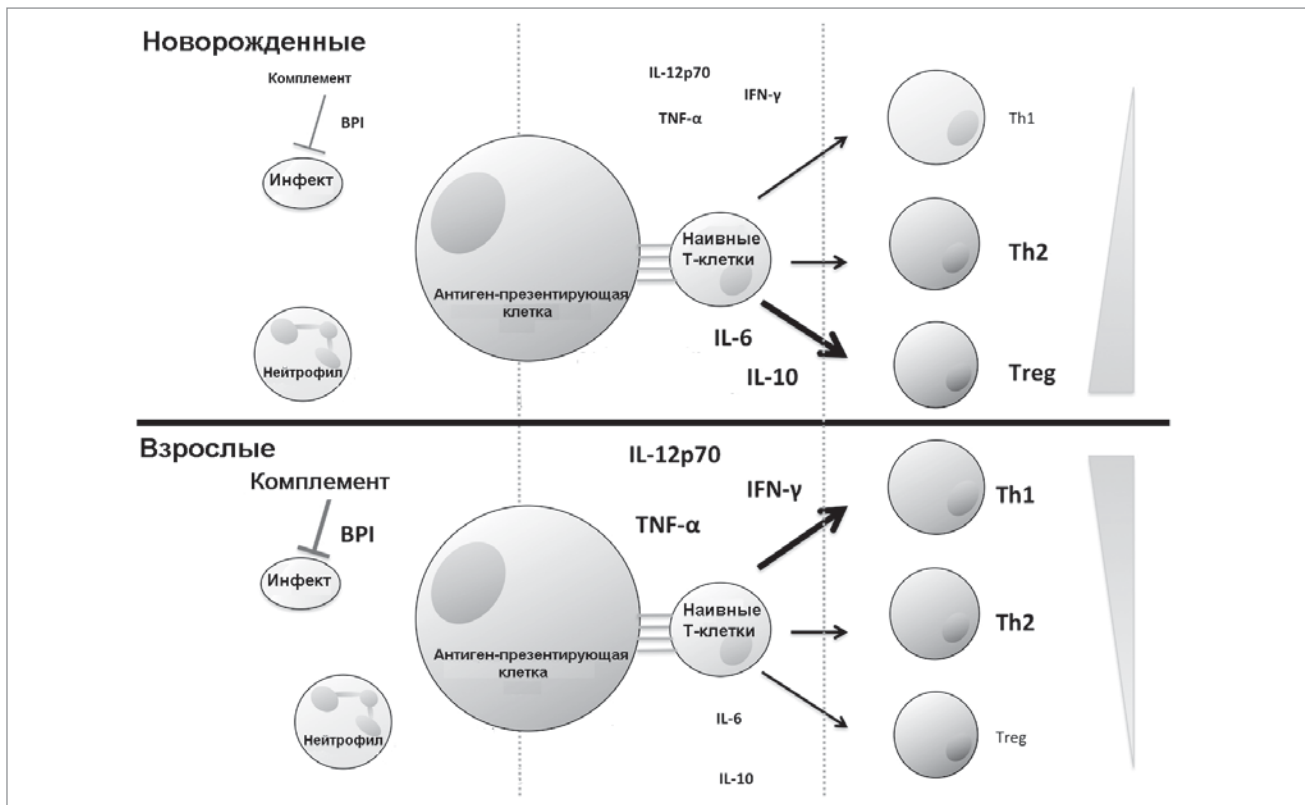 Новорожденные
Комплемент
BPI
Инфект
Нейтрофил
Антиген-презентирующая
клетка
IL-12p70
IFN-γ
TNF-α
Наивные
Т-клетки
IL-6
IL-10
Th1
Th2
Treg
Взрослые
Комплемент
BPI
Инфект
Нейтрофил
Антиген-презентирующая
клетка
IL-12p70
IFN-γ
TNF-α
Наивные
Т-клетки
IL-6
IL-10
Th1
Th2
Treg